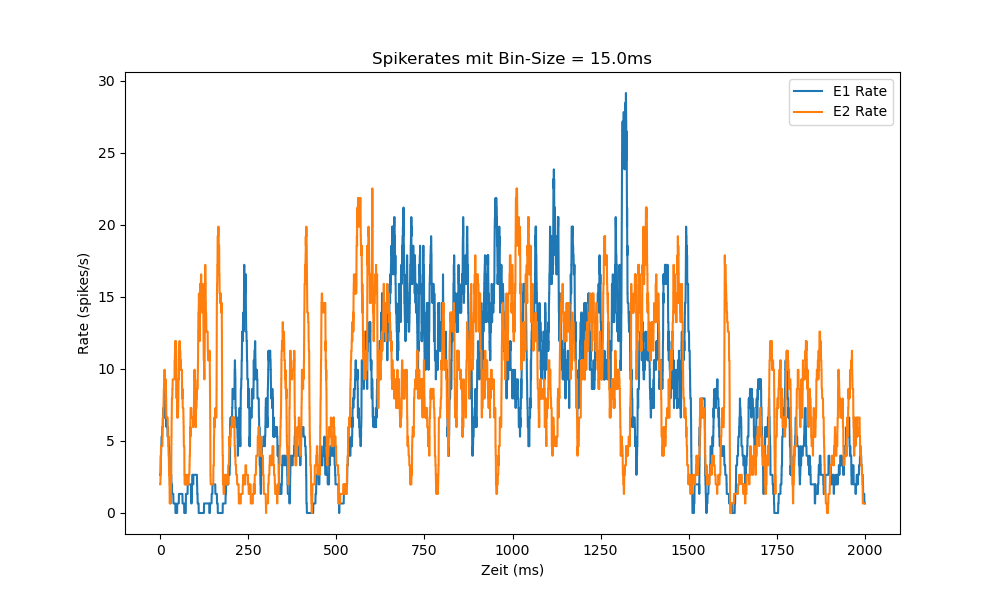 Spikerates mit Bin-Size = 15.0ms
E1 Rate
E2 Rate
30
25
20
15
10
5
0
Rate (spikes/s)
0 250 500 750 1000 1250 1500 1750 2000
Zeit (ms)